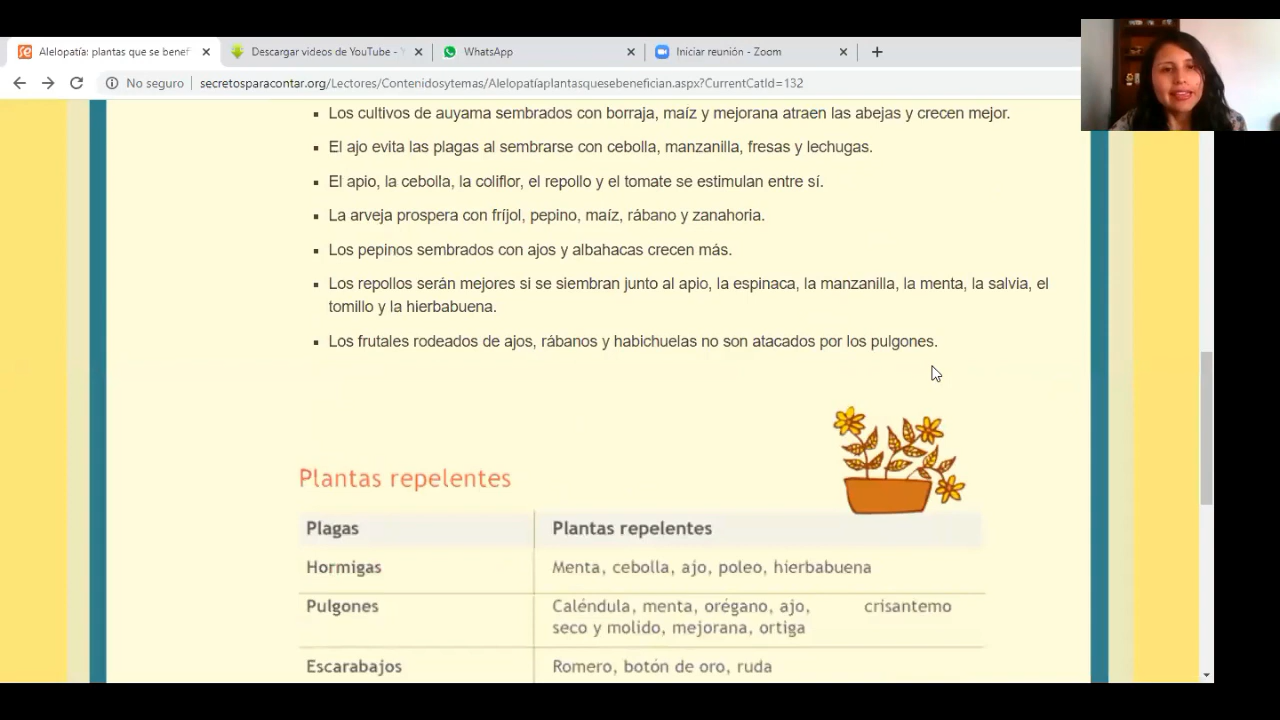 Alelopatía: plantas que se benef
Descargar videos de YouTube -
WhatsApp
Iniciar reunión - Zoom
No seguro
secretosparacontar.org/Lectores/Contenidosytemas/Alelopatíaplantasquesebenefician.aspx?CurrentCatId=132
Los cultivos de auyama sembrados con borraja, maíz y mejorana atraen las abejas y crecen mejor.
El ajo evita las plagas al sembrarse con cebolla, manzanilla, fresas y lechugas.
El apio, la cebolla, la coliflor, el repollo y el tomate se estimulan entre sí.
La arveja prospera con fríjol, pepino, maíz, rábano y zanahoria.
Los pepinos sembrados con ajos y albahacas crecen más.
Los repollos serán mejores si se siembran junto al apio, la espinaca, la manzanilla, la menta, la salvia, el
tomillo y la hierbabuena.
Los frutales rodeados de ajos, rábanos y habichuelas no son atacados por los pulgones.
Plantas repelentes
Plagas Plantas repelentes
Hormigas Menta, cebolla, ajo, poleo, hierbabuena
Pulgones Caléndula, menta, orégano, ajo, crisantemo
seco y molido, mejorana, ortiga
Escarabajos Romero, botón de oro, ruda